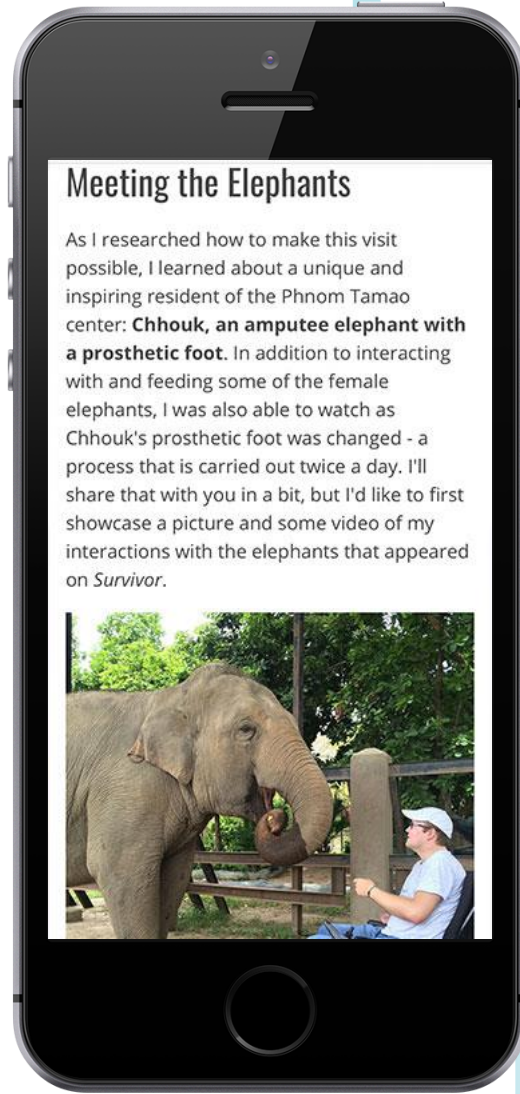 Meeting the Elephants
As I researched how to make this visit
possible, I learned about a unique and
inspiring resident of the Phnom Tamao
center: Chhouk, an amputee elephant with
a prosthetic foot. In addition to interacting
with and feeding some of the female
elephants, I was also able to watch as
Chhouk's prosthetic foot was changed - a
process that is carried out twice a day. I'll
share that with you in a bit, but I'd like to first
showcase a picture and some video of my
interactions with the elephants that appeared
on Survivor.